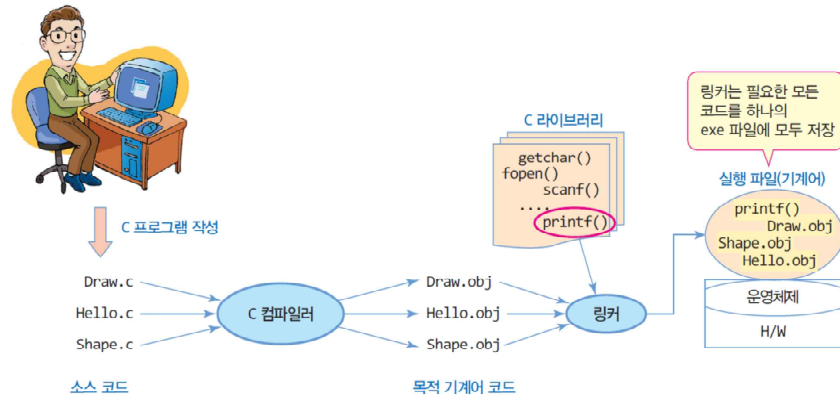 링커는 필요한 모든
코드를 하나의
exe 파일에 모두 저장
C 라이브러리
getchar()
fopen()
scanf()
....
printf()
실행 파일(기계어)
printf()
Draw.obj
Shape.obj
Hello.obj
운영체제
H/W
C 프로그램 작성
Draw.c
Hello.c
Shape.c
C 컴파일러
Draw.obj
Hello.obj
Shape.obj
링커
소스 코드
목적 기계어 코드